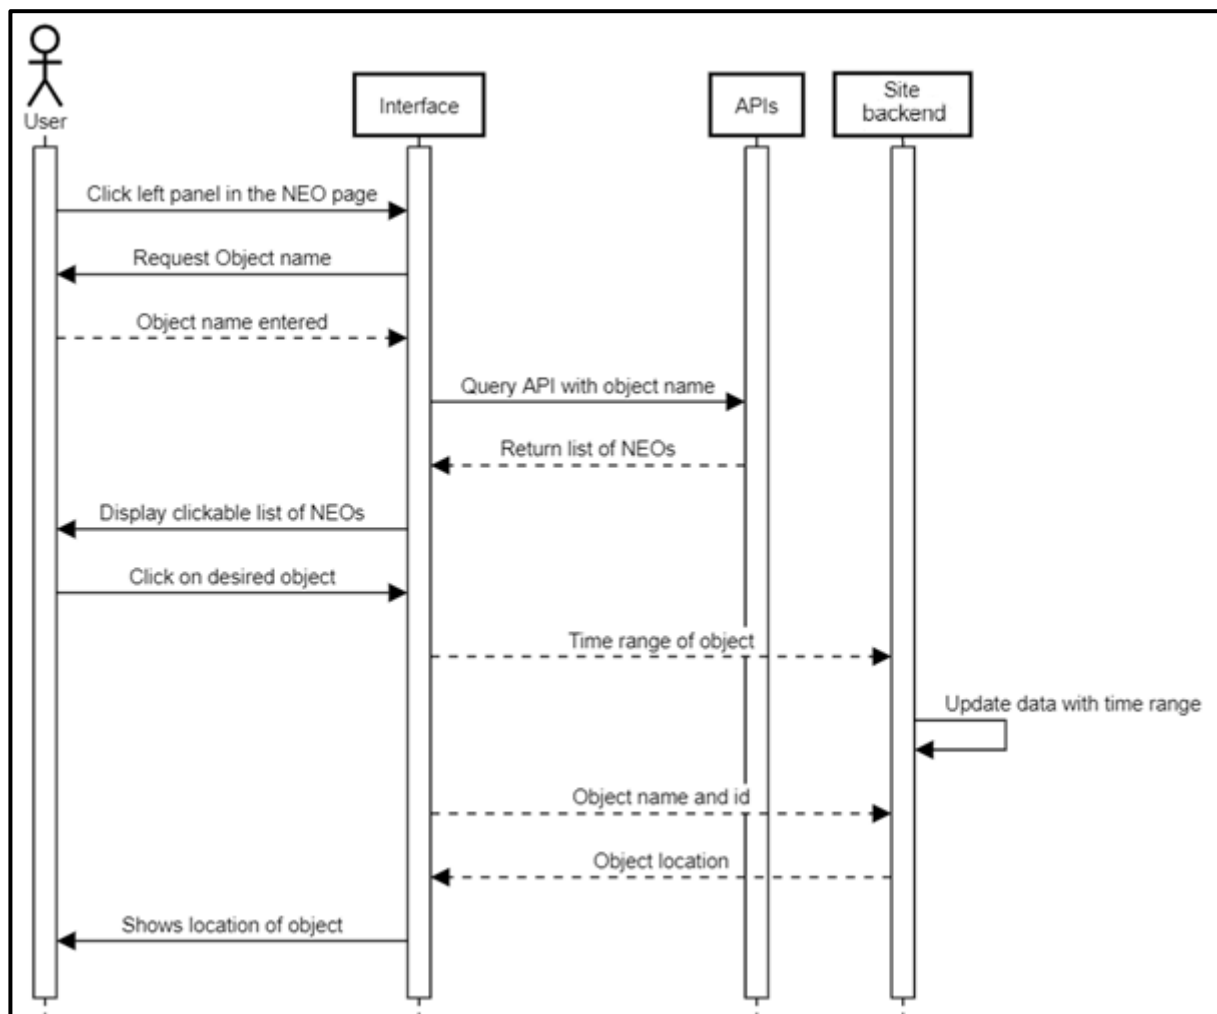 User
Interface
APIs
Site
backend
Click left panel in the NEO page
Request Object name
Object name entered
Query API with object name
Return list of NEOs
Display clickable list of NEOs
Click on desired object
Time range of object
Update data with time range
Object name and id
Object location
Shows location of object